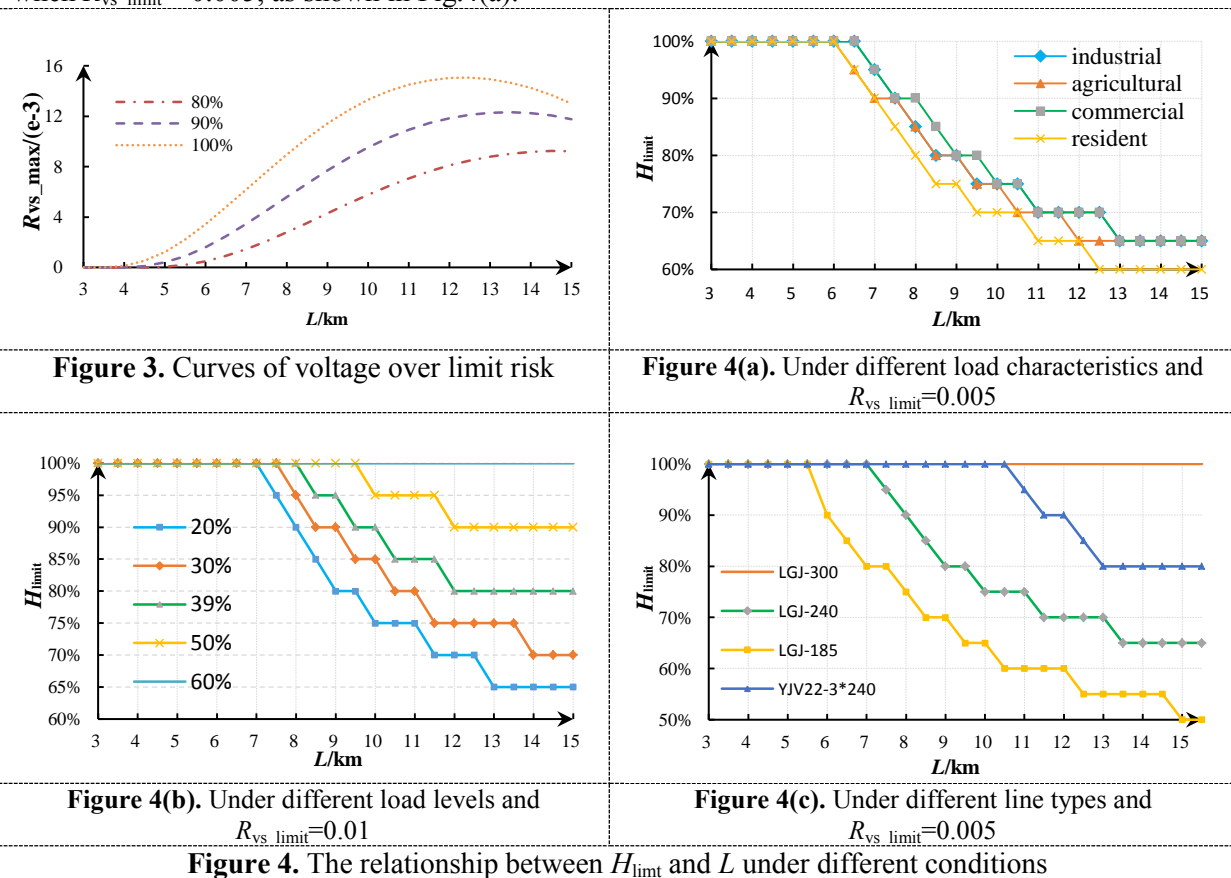 when Rvs_limit = 0.005, as shown in Fig.4(a).
16
12
8
4
0
Rvs_max/(e-3)
80%
90%
100%
3 4 5 6 7 8 9 10 11 12 13 14 15
L/km
Figure 3. Curves of voltage over limit risk
100%
90%
80%
70%
60%
Hlimit
industrial
agricultural
commercial
resident
3 4 5 6 7 8 9 10 11 12 13 14 15
L/km
Figure 4(a). Under different load characteristics and
Rvs_limit=0.005
100%
95%
90%
85%
80%
75%
70%
65%
60%
Hlimit
20%
30%
39%
50%
60%
3 4 5 6 7 8 9 10 11 12 13 14 15
L/km
Figure 4(b). Under different load levels and
Rvs_limit=0.01
100%
90%
80%
70%
60%
50%
Hlimit
LGJ-300
LGJ-240
LGJ-185
YJV22-3*240
3 4 5 6 7 8 9 10 11 12 13 14 15
L/km
Figure 4(c). Under different line types and
Rvs_limit=0.005
Figure 4. The relationship between Hlimt and L under different conditions